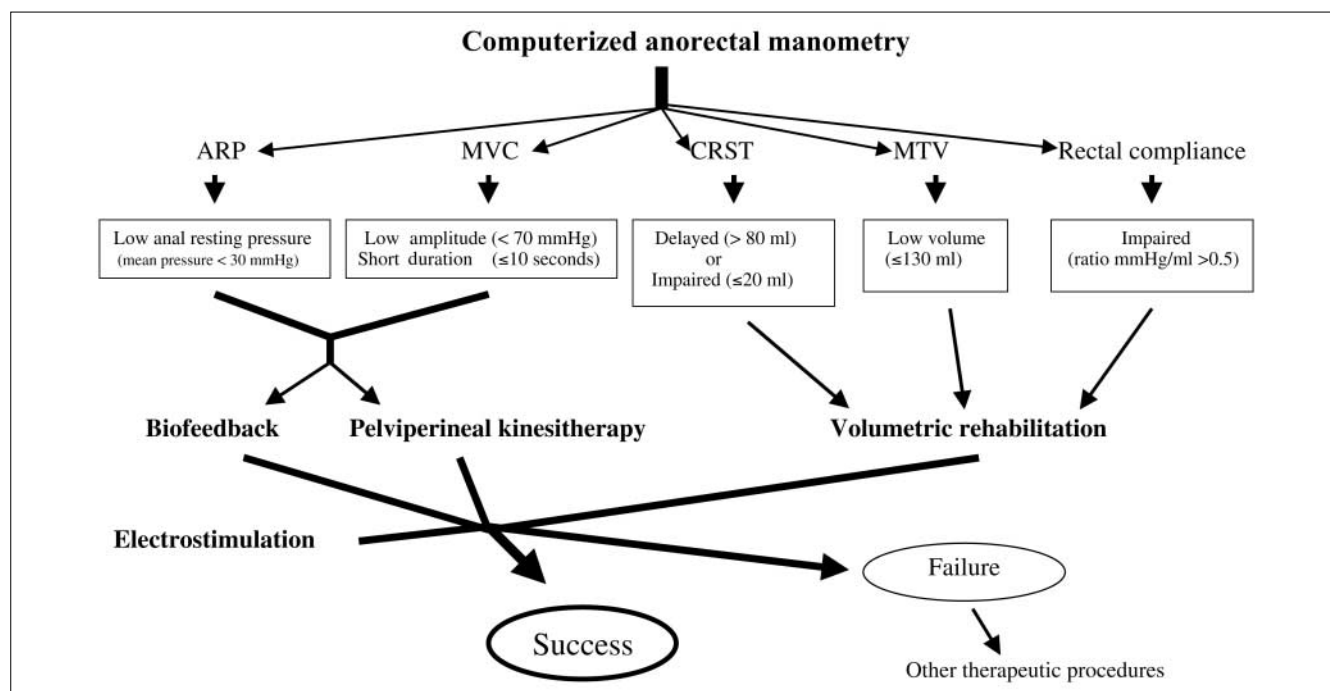 Computerized anorectal manometry
ARP MVC CRST MTV Rectal compliance
Low anal resting pressure
(mean pressure < 30 mmHg)
Low amplitude (< 70 mmHg)
Short duration (≤10 seconds)
Delayed (> 80 ml)
or
Impaired (≤20 ml)
Low volume
(≤130 ml)
Impaired
(ratio mmHg/ml >0.5)
Biofeedback Pelviperineal kinesitherapy Volumetric rehabilitation
Electrostimulation
Failure
Success
Other therapeutic procedures